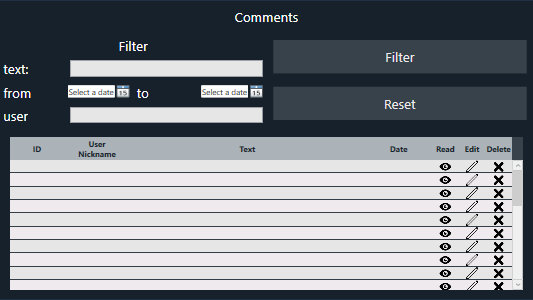 Comments
Filter
Filter
text:
from Select a date 15 to Select a date 15
Reset
user
ID User Nickname Text Date Read Edit Delete